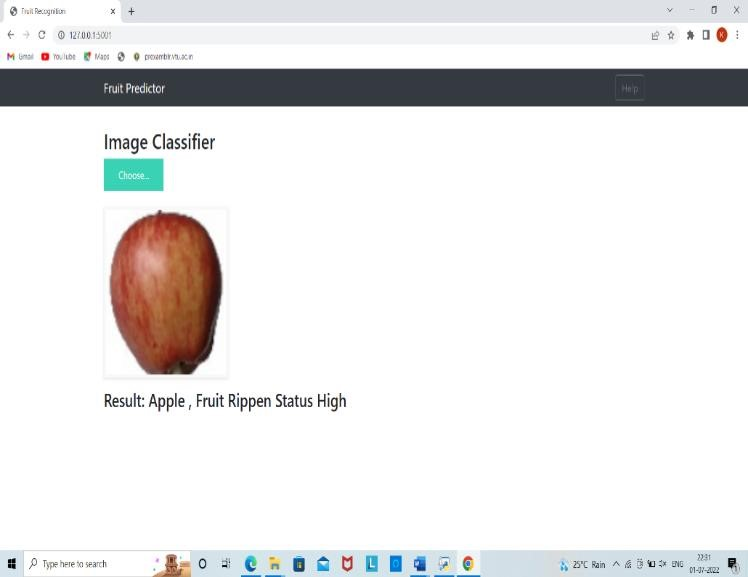 Fruit Recognition
127.0.0.1:5001
Gmail YouTube Maps prexambir.vtu.ac.in
Fruit Predictor Help
Image Classifier
Choose...
Result: Apple , Fruit Rippen Status High
Type here to search
25°C Rain ENG
22:31
01-07-2022